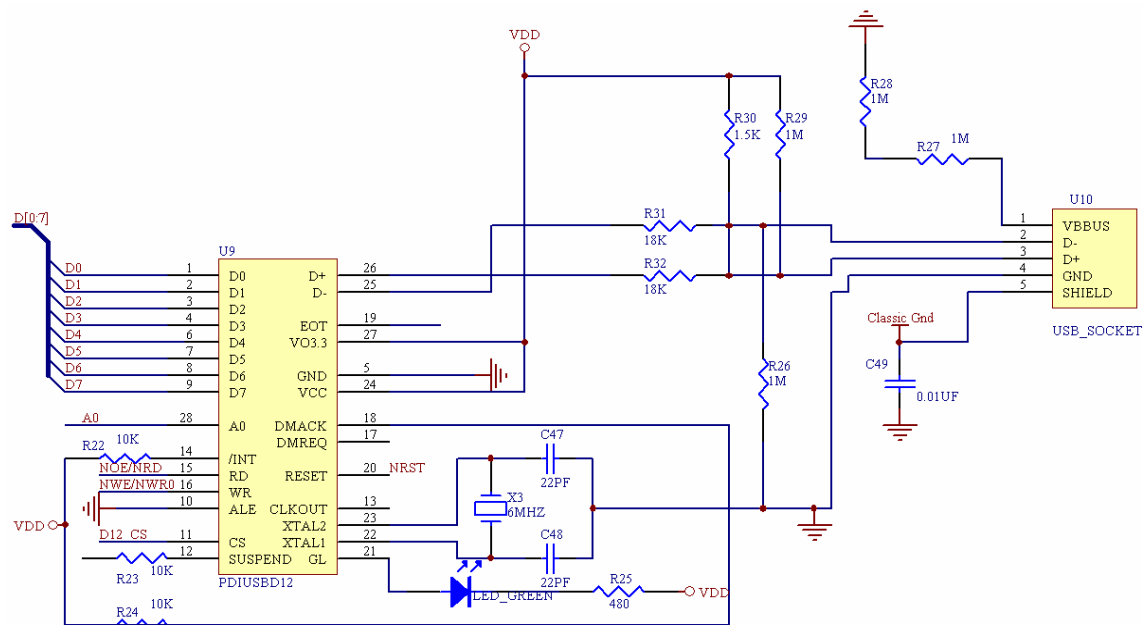 VDD
R28
1M
R30
1.5K
R29
1M
R27
1M
U10
D[0:7]
R31
18K
1
VBBUS
2
D-
3
D+
4
GND
5
SHIELD
USB_SOCKET
U9
R32
18K
D0
1
D0
D+
26
D1
2
D1
D-
25
D2
3
D2
EOT
19
D3
4
D3
VO3.3
27
D4
6
D4
D5
7
D5
GND
5
D6
8
D6
VCC
24
D7
9
D7
Classic Gnd
C49
0.01UF
R26
1M
A0
28
A0
DMACK
18
DMREQ
17
R22
10K
14
/INT
NOE/NRD
15
RD
RESET
20
NRST
NWE/NWR0
16
WR
10
ALE
CLKOUT
13
VDD
XTAL2
23
D12_CS
11
CS
XTAL1
22
12
SUSPEND
GL
21
R23
10K
PDIUSBD12
C47
22PF
X3
6MHZ
C48
22PF
LED_GREEN
R25
480
VDD
R24
10K